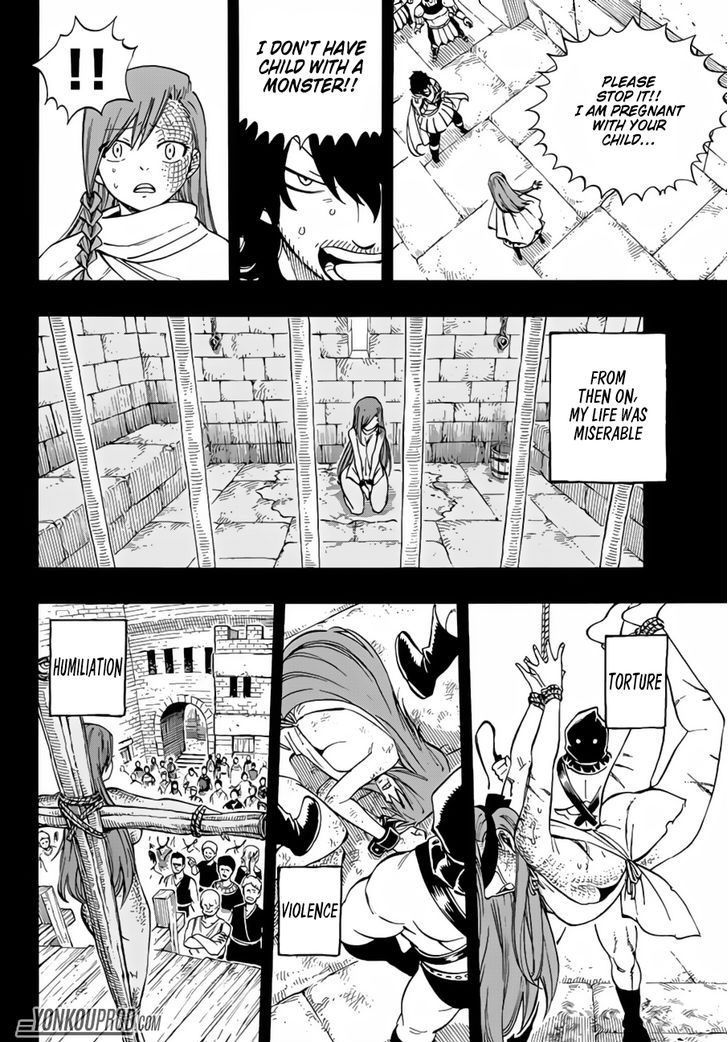 PLEASE
STOP IT!!
I AM PREGNANT
WITH YOUR
CHILD...
I DON'T HAVE
CHILD WITH A
MONSTER!!
!!
FROM
THEN ON,
MY LIFE WAS
MISERABLE
TORTURE
VIOLENCE
HUMILIATION
YONKOUPROD.COM